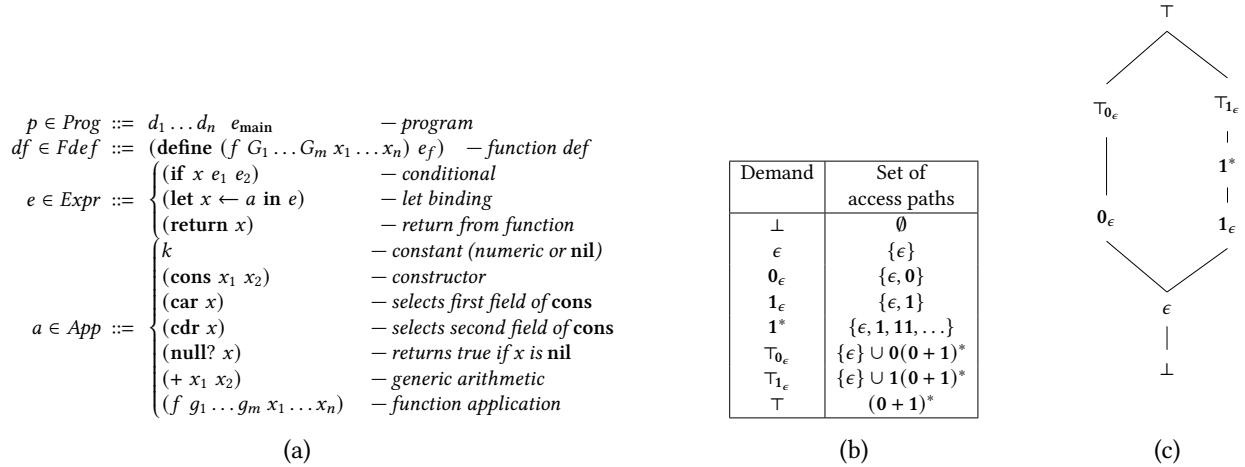 p ∈ Prog ::= d₁ … dₙ e_main — program
df ∈ Fdef ::= (define (f G₁ … Gₘ x₁ … xₙ) e_f) — function def
(if x e₁ e₂) — conditional
e ∈ Expr ::= (let x ← a in e) — let binding
(return x) — return from function
k — constant (numeric or nil)
(cons x₁ x₂) — constructor
(car x) — selects first field of cons
a ∈ App ::= (cdr x) — selects second field of cons
(null? x) — returns true if x is nil
(+ x₁ x₂) — generic arithmetic
(f g₁ … gₘ x₁ … xₙ) — function application
(a)
Demand Set of
access paths
⊥ ∅
ϵ {ϵ}
0_ϵ {ϵ, 0}
1_ϵ {ϵ, 1}
1* {ϵ, 1, 11, …}
⊤_{0_ϵ} {ϵ} ∪ 0(0 + 1)*
⊤_{1_ϵ} {ϵ} ∪ 1(0 + 1)*
⊤ (0 + 1)*
(b)
⊤
⊤_{0_ϵ} ⊤_{1_ϵ}
1*
0_ϵ 1_ϵ
ϵ
⊥
(c)